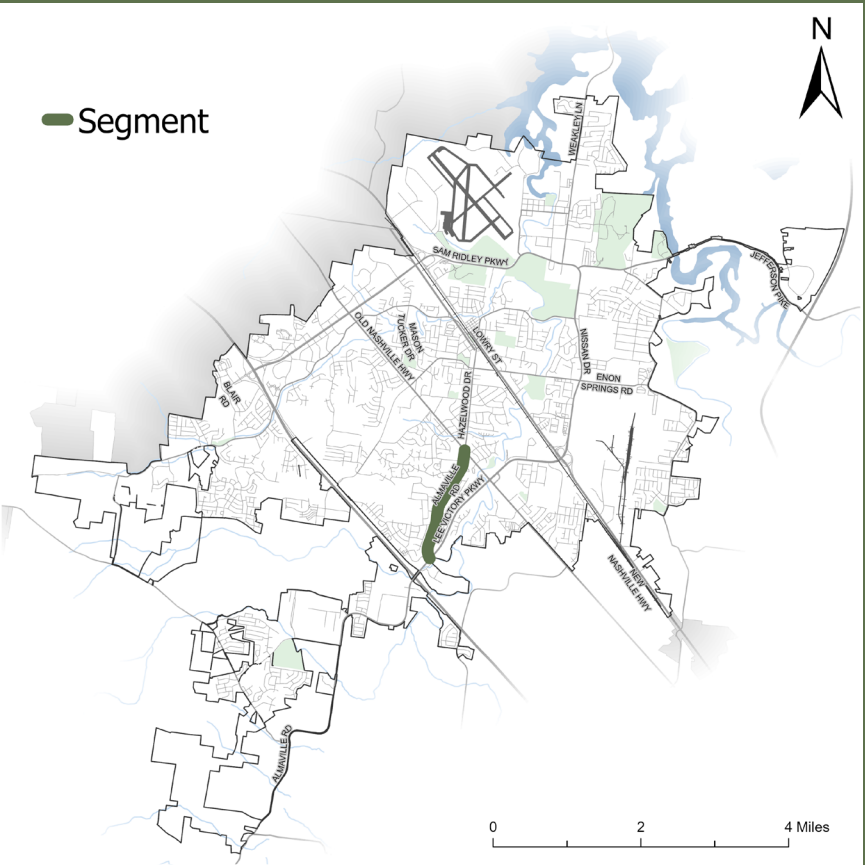 N
Segment
WEAKLEY LN
SAM RIDLEY PKWY
JEFFERSON PIKE
OLD NASHVILLE HWY
MASON
TUCKER DR
LOWRY ST
NISSAN DR
ENON
SPRINGS RD
BLAIR
RD
HAZELWOOD DR
ALMAVILLE
RD
LEE VICTORY PKWY
NEW
NASHVILLE HWY
ALMAVILLE RD
0 2 4 Miles